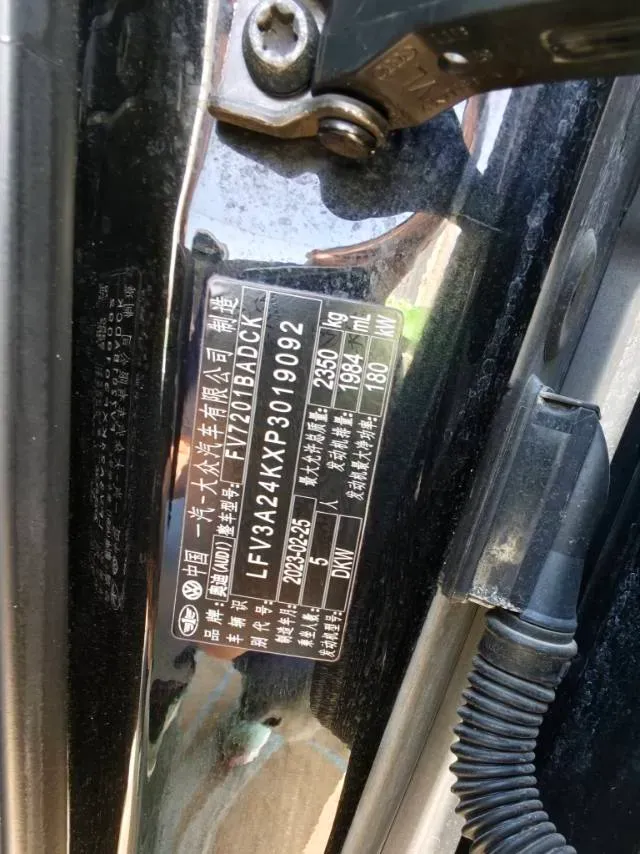 中国 一汽-大众汽车有限公司 制造
品牌: 奥迪(AUDI) 整车型号: FV7201BADCK
车辆识别代号: LFV3A24KXP3019092
制造年月: 2023-02-25 最大允许总质量: 2350 kg
乘坐人数: 5 人 发动机排量: 1984 mL
发动机型号: DKW 发动机最大净功率: 180 kW